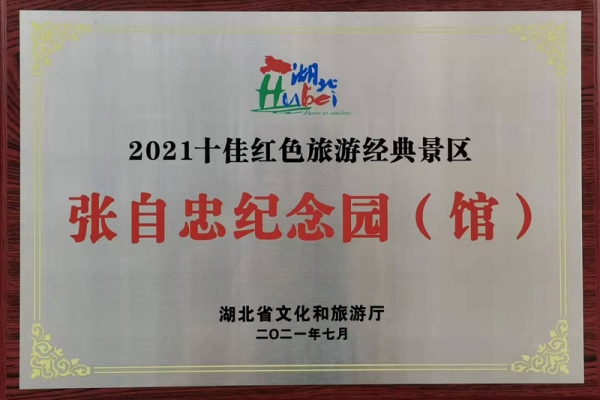 湖北
Hubei
2021十佳红色旅游经典景区
张自忠纪念园（馆）
湖北省文化和旅游厅
二〇二一年七月